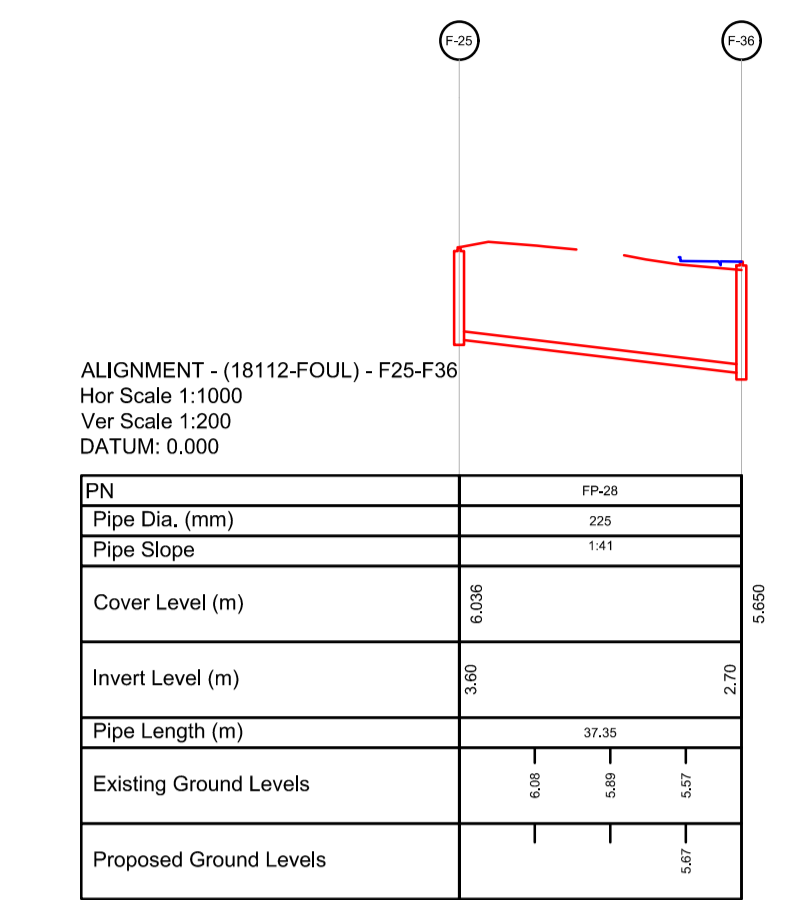 F-25 F-36
ALIGNMENT - (18112-FOUL) - F25-F36
Hor Scale 1:1000
Ver Scale 1:200
DATUM: 0.000
PN FP-28
Pipe Dia. (mm) 225
Pipe Slope 1:41
Cover Level (m) 6.036 5.650
Invert Level (m) 3.60 2.70
Pipe Length (m) 37.35
Existing Ground Levels 6.08 5.89 5.57
Proposed Ground Levels 5.67